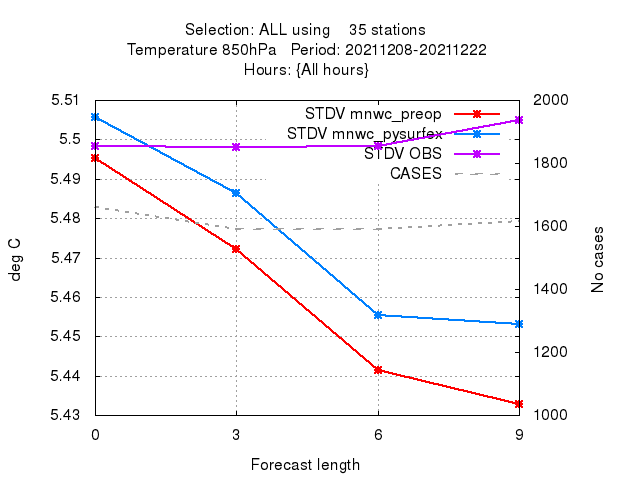 Selection: ALL using    35 stations
Temperature 850hPa   Period: 20211208-20211222
Hours: {All hours}
STDV mnwc_preop
STDV mnwc_pysurfex
STDV OBS
CASES
deg C
5.51
5.5
5.49
5.48
5.47
5.46
5.45
5.44
5.43
2000
1800
1600
1400
1200
1000
No cases
0 3 6 9
Forecast length